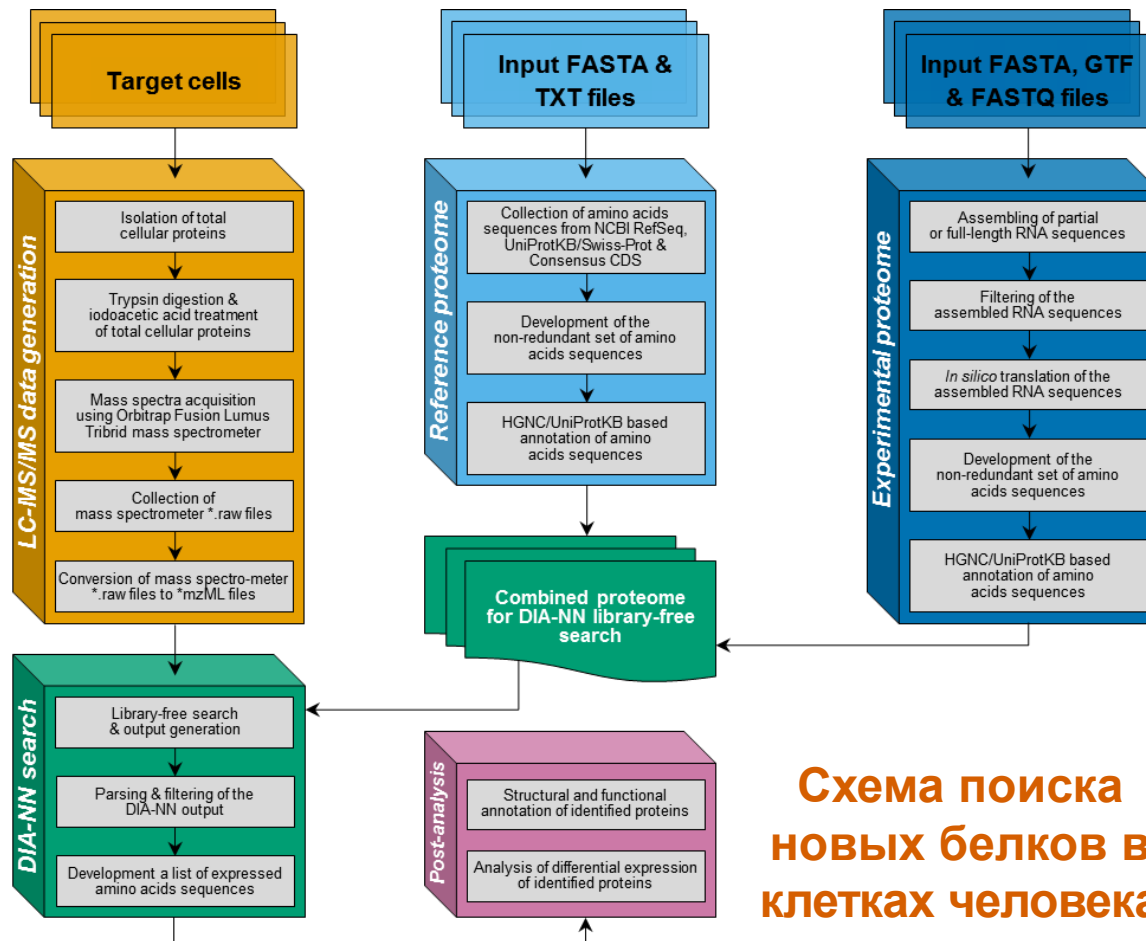 Target cells
LC-MS/MS data generation
Isolation of total
cellular proteins
Trypsin digestion &
iodoacetic acid treatment
of total cellular proteins
Mass spectra acquisition
using Orbitrap Fusion Lumus
Tribrid mass spectrometer
Collection of
mass spectrometer *.raw files
Conversion of mass spectro-meter
*.raw files to *mzML files
Input FASTA &
TXT files
Reference proteome
Collection of amino acids
sequences from NCBI RefSeq,
UniProtKB/Swiss-Prot &
Consensus CDS
Development of the
non-redundant set of amino
acids sequences
HGNC/UniProtKB based
annotation of amino
acids sequences
Input FASTA, GTF
& FASTQ files
Experimental proteome
Assembling of partial
or full-length RNA sequences
Filtering of the
assembled RNA sequences
In silico translation of the
assembled RNA sequences
Development of the
non-redundant set of amino
acids sequences
HGNC/UniProtKB based
annotation of amino
acids sequences
Combined proteome
for DIA-NN library-free
search
DIA-NN search
Library-free search
& output generation
Parsing & filtering of the
DIA-NN output
Development a list of expressed
amino acids sequences
Post-analysis
Structural and functional
annotation of identified proteins
Analysis of differential expression
of identified proteins
Схема поиска
новых белков в
клетках человека